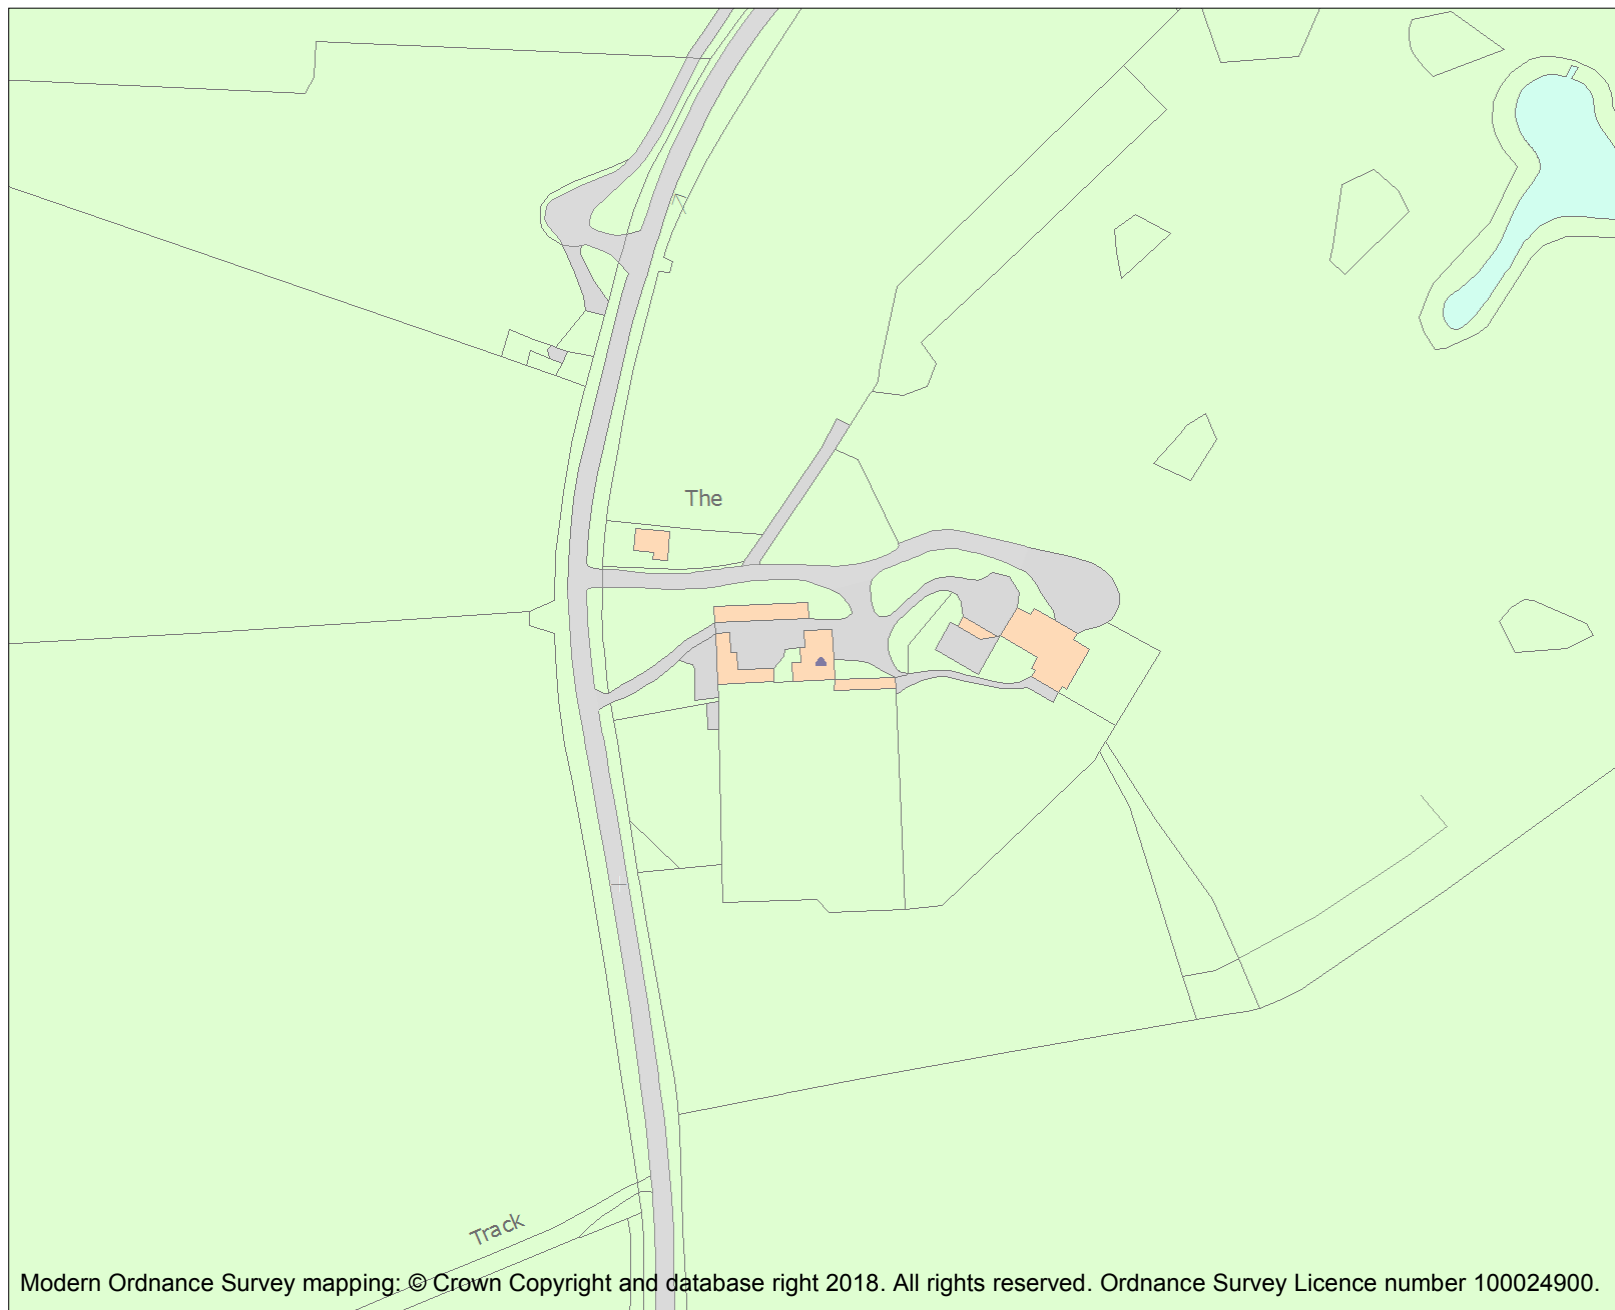 The
Track
Modern Ordnance Survey mapping: © Crown Copyright and database right 2018. All rights reserved. Ordnance Survey Licence number 100024900.